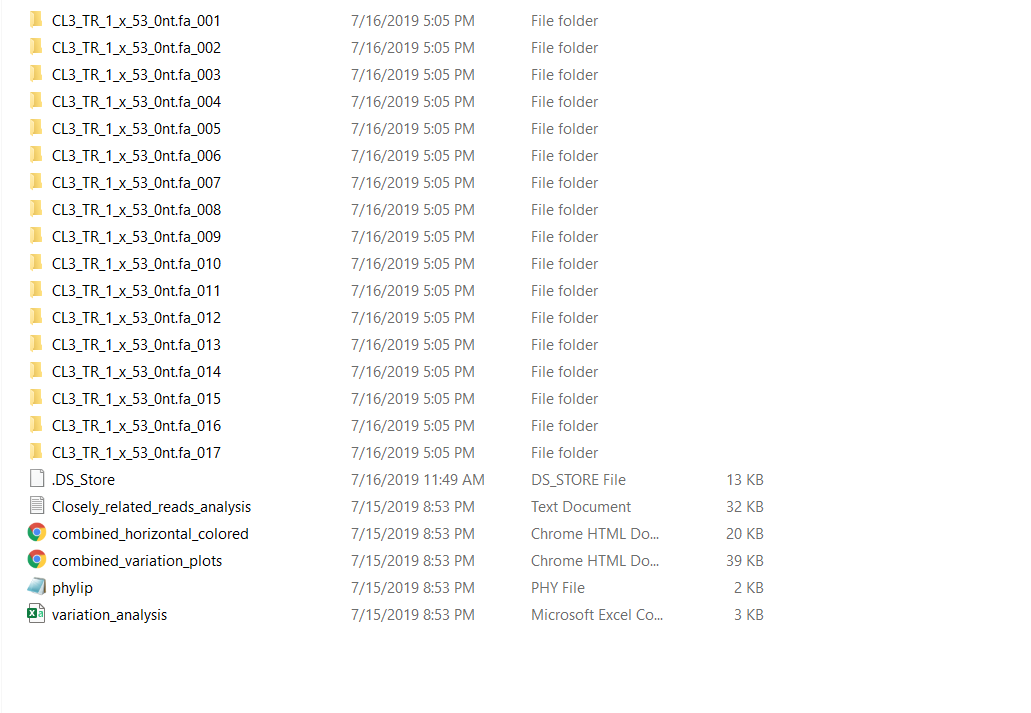 CL3_TR_1_x_53_0nt.fa_001 7/16/2019 5:05 PM File folder
CL3_TR_1_x_53_0nt.fa_002 7/16/2019 5:05 PM File folder
CL3_TR_1_x_53_0nt.fa_003 7/16/2019 5:05 PM File folder
CL3_TR_1_x_53_0nt.fa_004 7/16/2019 5:05 PM File folder
CL3_TR_1_x_53_0nt.fa_005 7/16/2019 5:05 PM File folder
CL3_TR_1_x_53_0nt.fa_006 7/16/2019 5:05 PM File folder
CL3_TR_1_x_53_0nt.fa_007 7/16/2019 5:05 PM File folder
CL3_TR_1_x_53_0nt.fa_008 7/16/2019 5:05 PM File folder
CL3_TR_1_x_53_0nt.fa_009 7/16/2019 5:05 PM File folder
CL3_TR_1_x_53_0nt.fa_010 7/16/2019 5:05 PM File folder
CL3_TR_1_x_53_0nt.fa_011 7/16/2019 5:05 PM File folder
CL3_TR_1_x_53_0nt.fa_012 7/16/2019 5:05 PM File folder
CL3_TR_1_x_53_0nt.fa_013 7/16/2019 5:05 PM File folder
CL3_TR_1_x_53_0nt.fa_014 7/16/2019 5:05 PM File folder
CL3_TR_1_x_53_0nt.fa_015 7/16/2019 5:05 PM File folder
CL3_TR_1_x_53_0nt.fa_016 7/16/2019 5:05 PM File folder
CL3_TR_1_x_53_0nt.fa_017 7/16/2019 5:05 PM File folder
.DS_Store 7/16/2019 11:49 AM DS_STORE File 13 KB
Closely_related_reads_analysis 7/15/2019 8:53 PM Text Document 32 KB
combined_horizontal_colored 7/15/2019 8:53 PM Chrome HTML Do... 20 KB
combined_variation_plots 7/15/2019 8:53 PM Chrome HTML Do... 39 KB
phylip 7/15/2019 8:53 PM PHY File 2 KB
variation_analysis 7/15/2019 8:53 PM Microsoft Excel Co... 3 KB